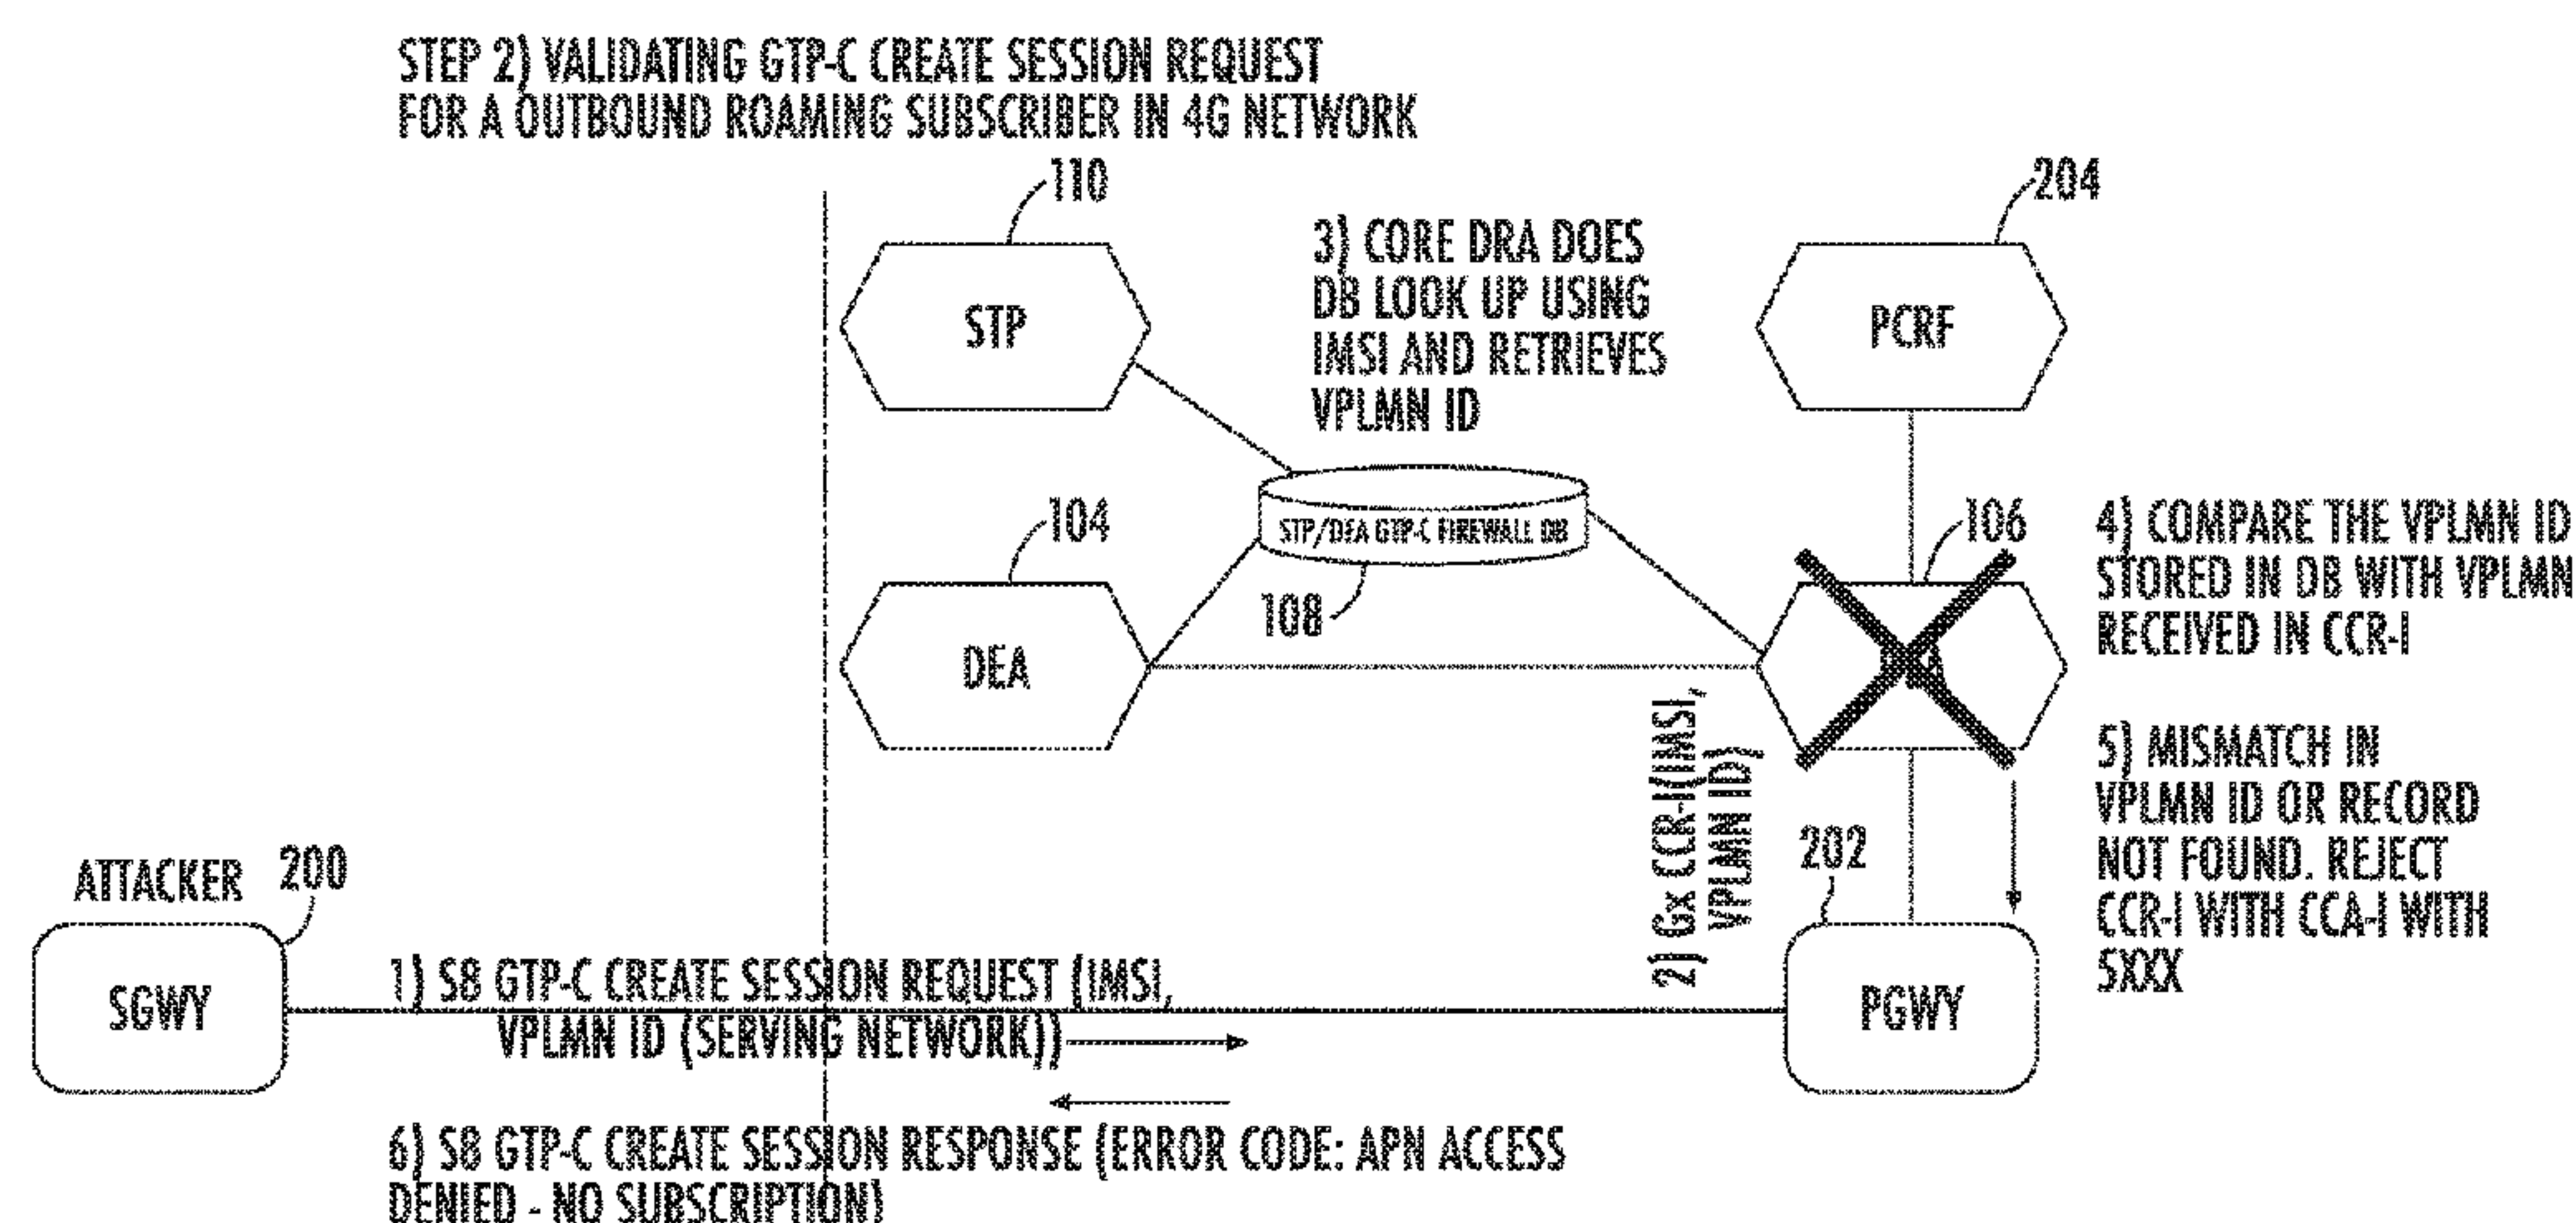 STEP 2) VALIDATING GTP-C CREATE SESSION REQUEST
FOR A OUTBOUND ROAMING SUBSCRIBER IN 4G NETWORK
110
204
STP
3) CORE DRA DOES
DB LOOK UP USING
IMSI AND RETRIEVES
VPLMN ID
PCRF
STP/DEA GTP-C FIREWALL DB
108
104
DEA
106
4) COMPARE THE VPLMN ID
STORED IN DB WITH VPLMN
RECEIVED IN CCR-I
2) Gx CCR-I(IMSI,
VPLMN ID)
5) MISMATCH IN
VPLMN ID OR RECORD
NOT FOUND. REJECT
CCR-I WITH CCA-I WITH
5XXX
ATTACKER 200
SGWY
202
PGWY
1) S8 GTP-C CREATE SESSION REQUEST (IMSI,
VPLMN ID (SERVING NETWORK))
6) S8 GTP-C CREATE SESSION RESPONSE (ERROR CODE: APN ACCESS
DENIED - NO SUBSCRIPTION)